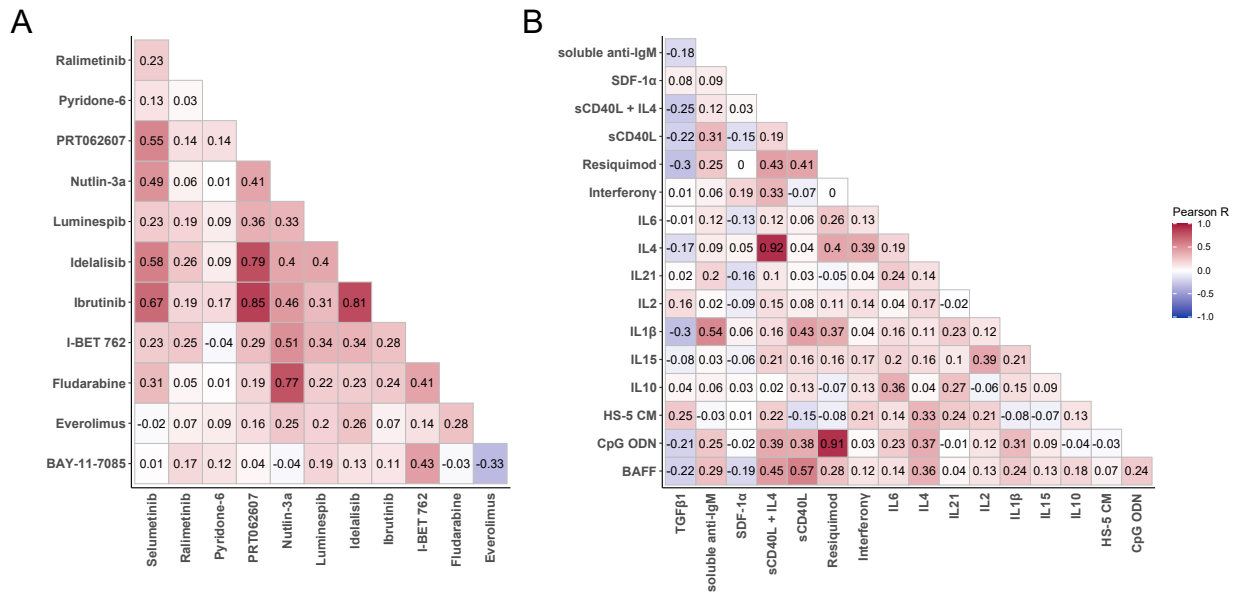 A
Ralimetinib 0.23
Pyridone-6 0.13 0.03
PRT062607 0.55 0.14 0.14
Nutlin-3a 0.49 0.06 0.01 0.41
Luminespib 0.23 0.19 0.09 0.36 0.33
Idelalisib 0.58 0.26 0.09 0.79 0.4 0.4
Ibrutinib 0.67 0.19 0.17 0.85 0.46 0.31 0.81
I-BET 762 0.23 0.25 -0.04 0.29 0.51 0.34 0.34 0.28
Fludarabine 0.31 0.05 0.01 0.19 0.77 0.22 0.23 0.24 0.41
Everolimus -0.02 0.07 0.09 0.16 0.25 0.2 0.26 0.07 0.14 0.28
BAY-11-7085 0.01 0.17 0.12 0.04 -0.04 0.19 0.13 0.11 0.43 -0.03 -0.33
Selumetinib
Ralimetinib
Pyridone-6
PRT062607
Nutlin-3a
Luminespib
Idelalisib
Ibrutinib
I-BET 762
Fludarabine
Everolimus
B
soluble anti-IgM -0.18
SDF-1α 0.08 0.09
sCD40L + IL4 -0.25 0.12 0.03
sCD40L -0.22 0.31 -0.15 0.19
Resiquimod -0.3 0.25 0 0.43 0.41
Interferonγ 0.01 0.06 0.19 0.33 -0.07 0
IL6 -0.01 0.12 -0.13 0.12 0.06 0.26 0.13
IL4 -0.17 0.09 0.05 0.92 0.04 0.4 0.39 0.19
IL21 0.02 0.2 -0.16 0.1 0.03 -0.05 0.04 0.24 0.14
IL2 0.16 0.02 -0.09 0.15 0.08 0.11 0.14 0.04 0.17 -0.02
IL1β -0.3 0.54 0.06 0.16 0.43 0.37 0.04 0.16 0.11 0.23 0.12
IL15 -0.08 0.03 -0.06 0.21 0.16 0.16 0.17 0.2 0.16 0.1 0.39 0.21
IL10 0.04 0.06 0.03 0.02 0.13 -0.07 0.13 0.36 0.04 0.27 -0.06 0.15 0.09
HS-5 CM 0.25 -0.03 0.01 0.22 -0.15 -0.08 0.21 0.14 0.33 0.24 0.21 -0.08 -0.07 0.13
CpG ODN -0.21 0.25 -0.02 0.39 0.38 0.91 0.03 0.23 0.37 -0.01 0.12 0.31 0.09 -0.04 -0.03
BAFF -0.22 0.29 -0.19 0.45 0.57 0.28 0.12 0.14 0.36 0.04 0.13 0.24 0.13 0.18 0.07 0.24
TGFβ1
soluble anti-IgM
SDF-1α
sCD40L + IL4
sCD40L
Resiquimod
Interferonγ
IL6
IL4
IL21
IL2
IL1β
IL15
IL10
HS-5 CM
CpG ODN
Pearson R
1.0
0.5
0.0
-0.5
-1.0